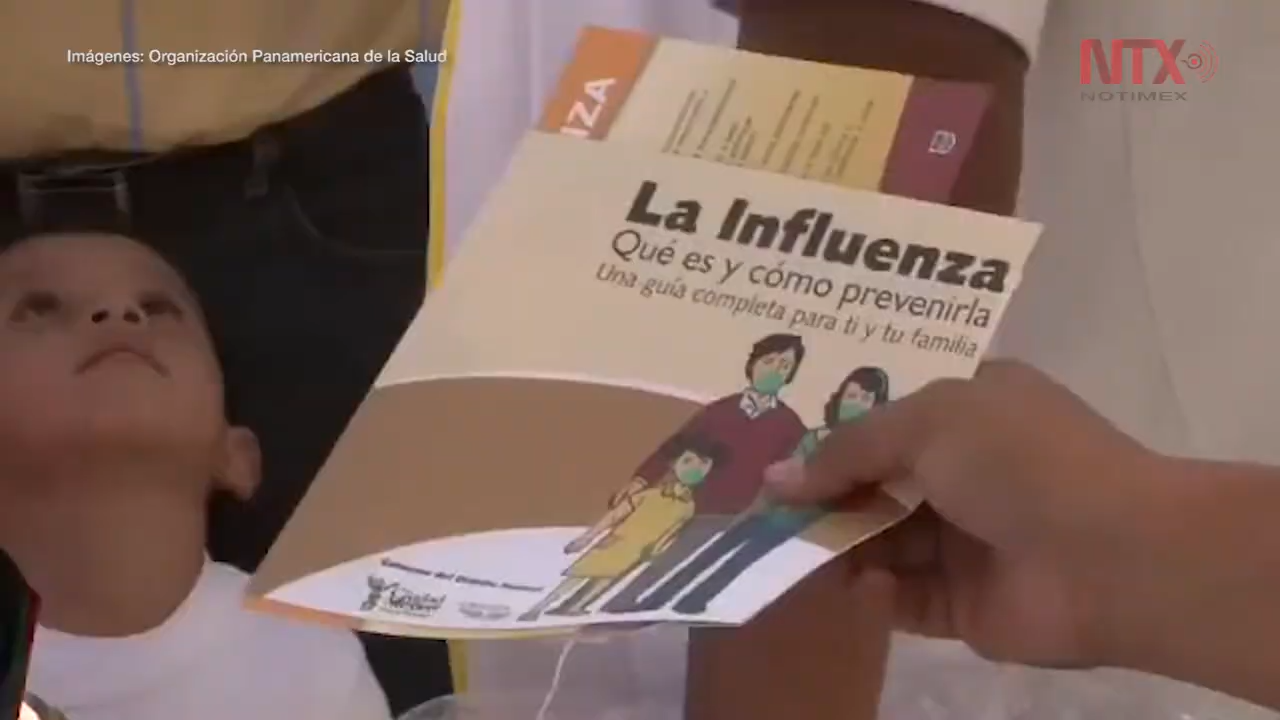 Imágenes: Organización Panamericana de la Salud
NTX
NOTIMEX
NZA
La Influenza
Qué es y cómo prevenirla
Una guía completa para ti y tu familia